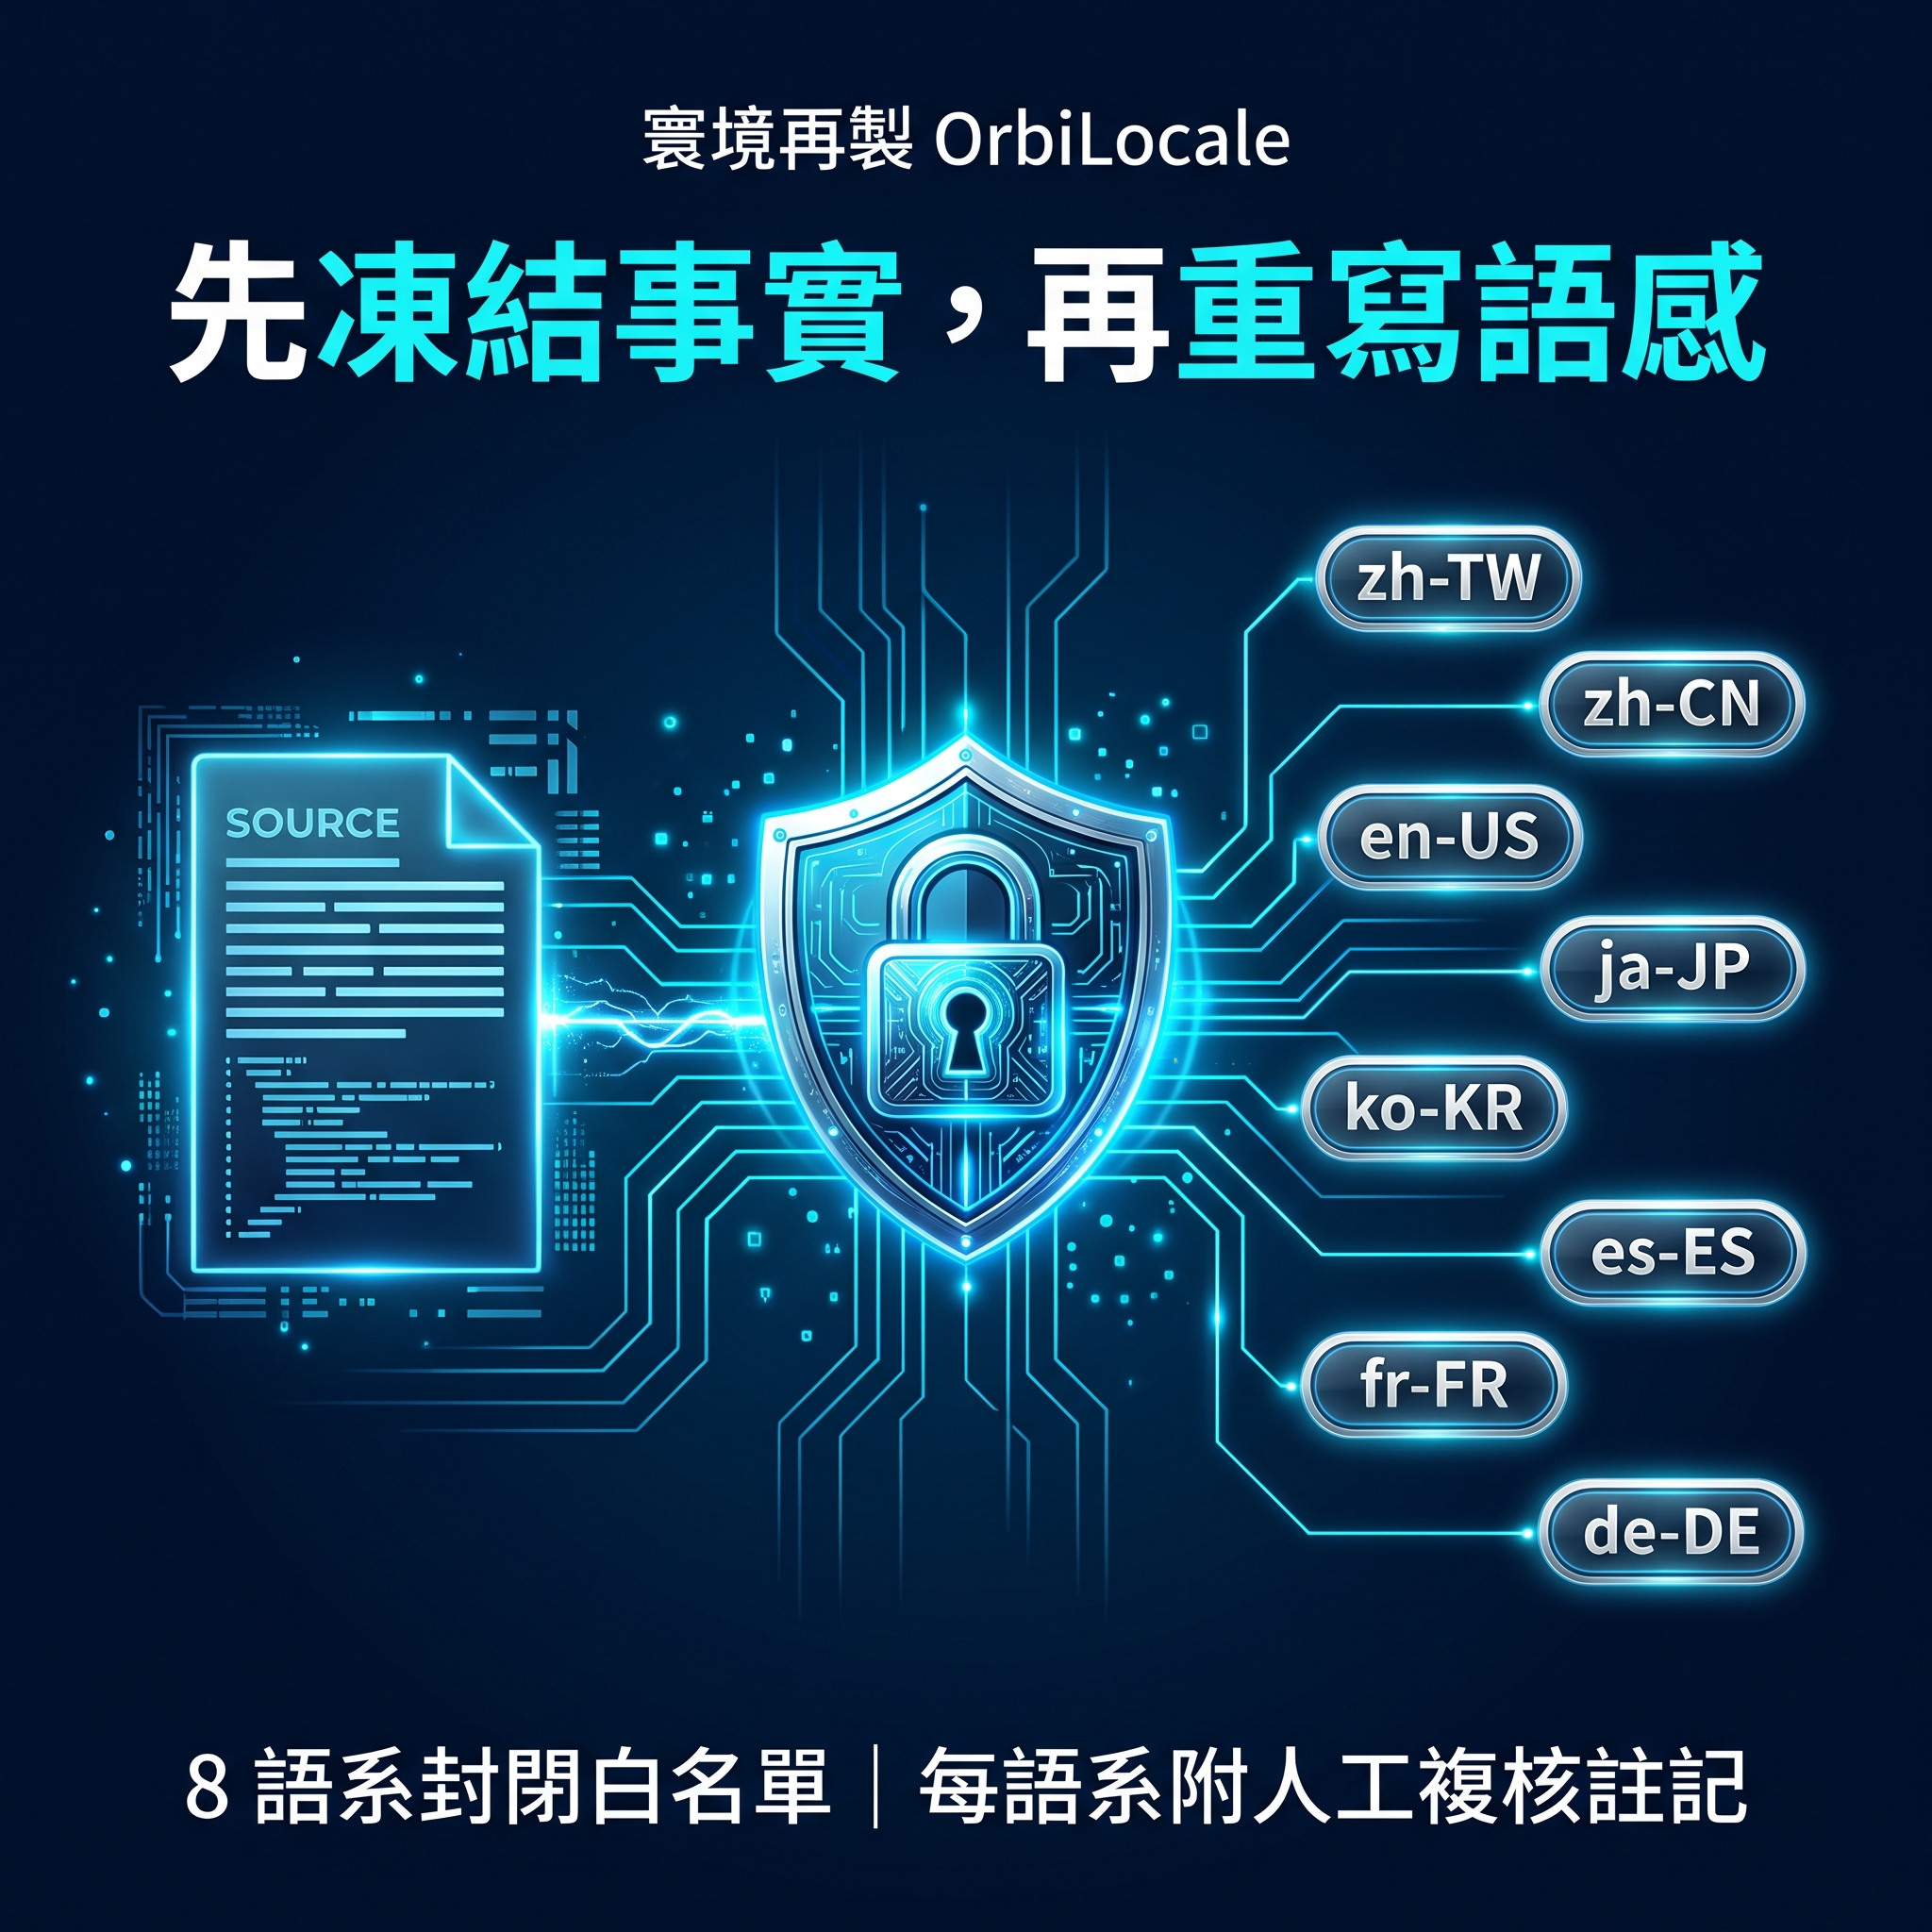 寰境再製 OrbiLocale
先凍結事實，再重寫語感
SOURCE
zh-TW
zh-CN
en-US
ja-JP
ko-KR
es-ES
fr-FR
de-DE
8 語系封閉白名單｜每語系附人工複核註記